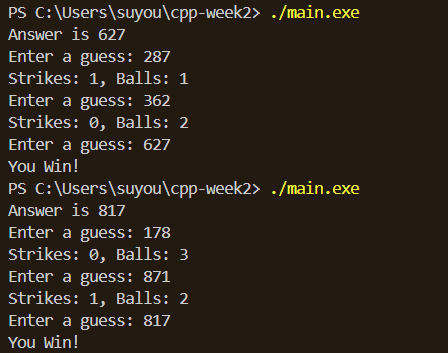 PS C:\Users\suyou\cpp-week2> ./main.exe
Answer is 627
Enter a guess: 287
Strikes: 1, Balls: 1
Enter a guess: 362
Strikes: 0, Balls: 2
Enter a guess: 627
You Win!
PS C:\Users\suyou\cpp-week2> ./main.exe
Answer is 817
Enter a guess: 178
Strikes: 0, Balls: 3
Enter a guess: 871
Strikes: 1, Balls: 2
Enter a guess: 817
You Win!